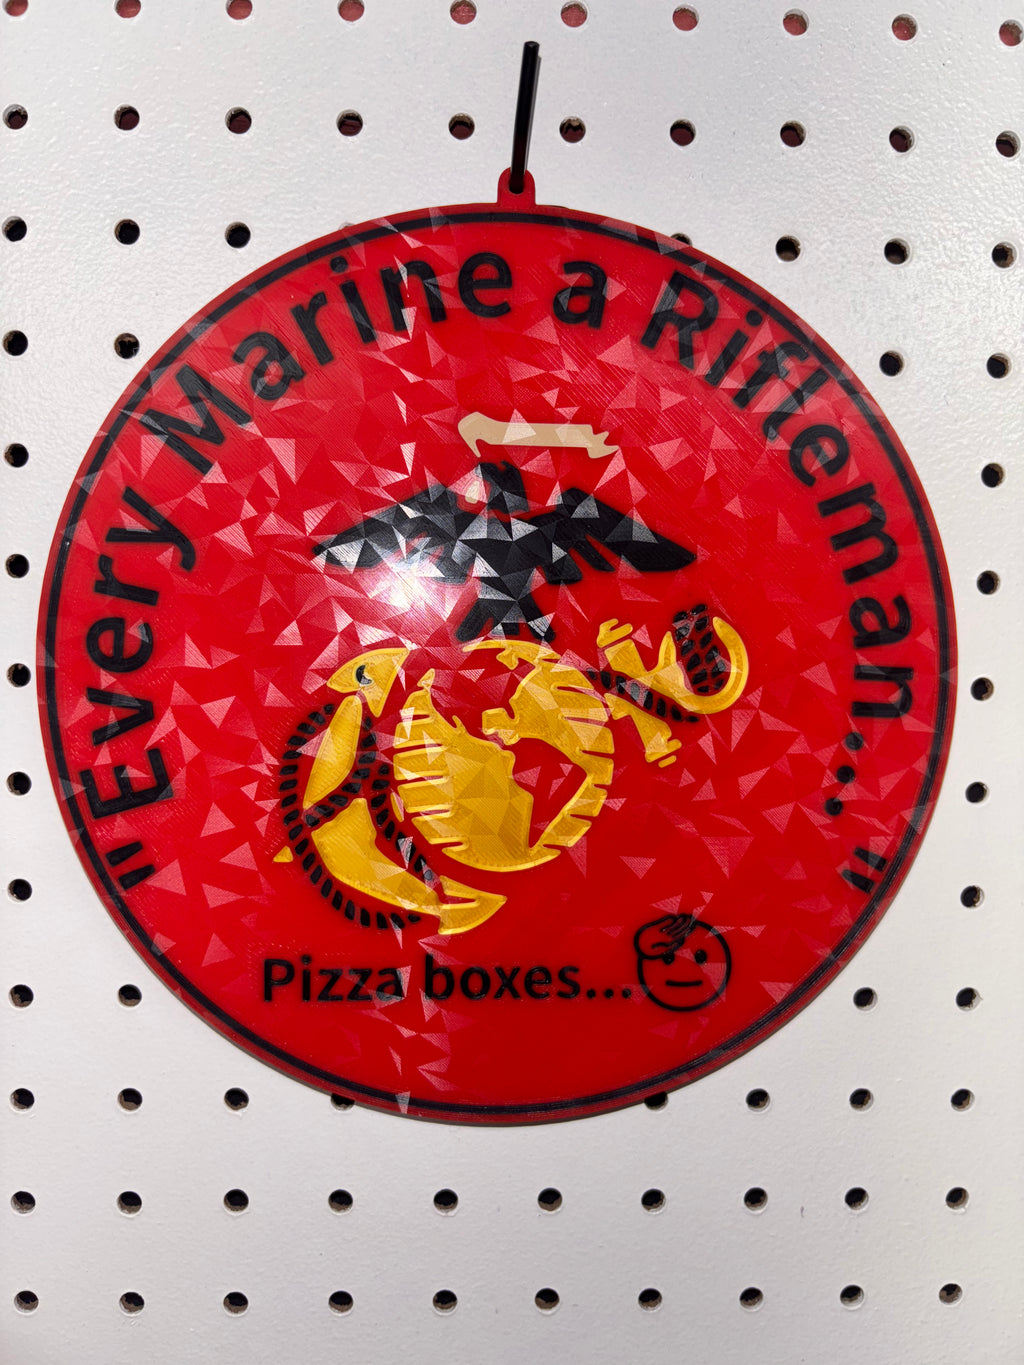 "Every Marine a Rifleman..."
Pizza boxes...